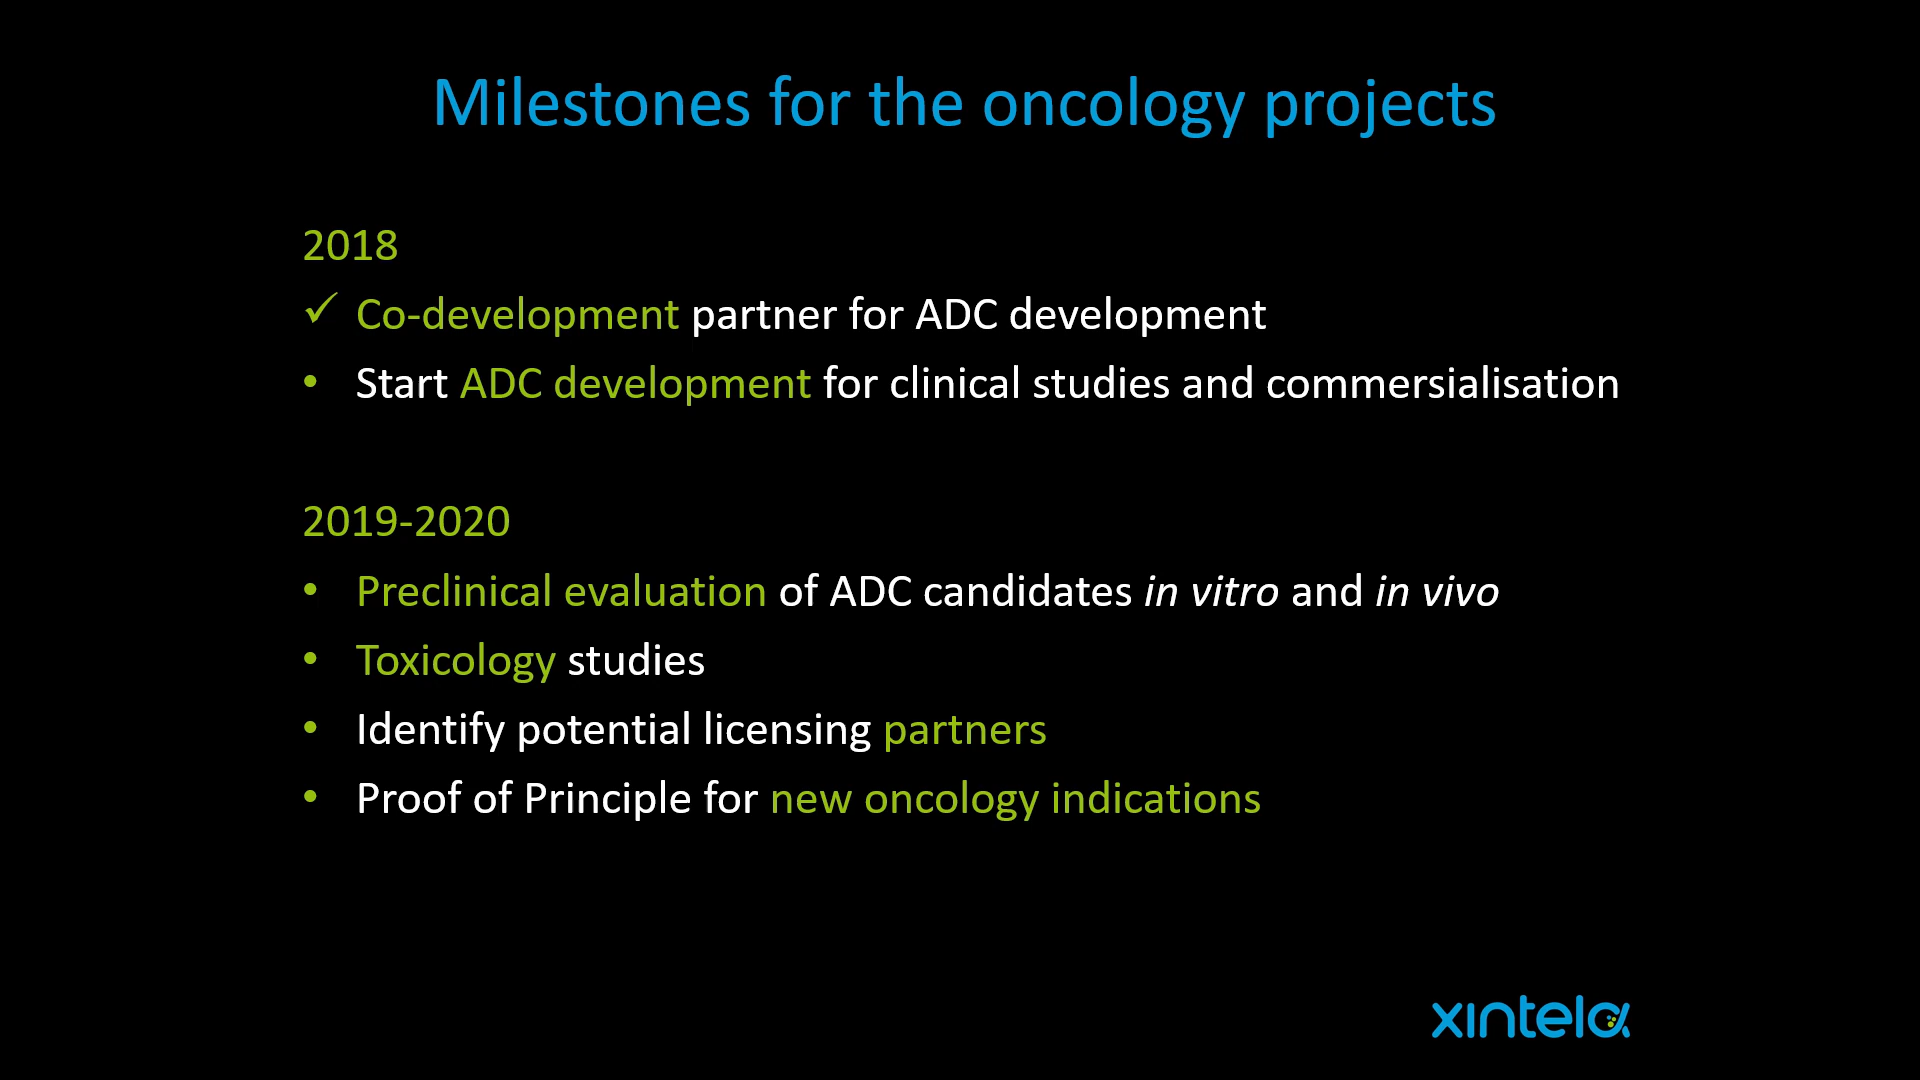 Milestones for the oncology projects
2018
✓ Co-development partner for ADC development
• Start ADC development for clinical studies and commersialisation
2019-2020
• Preclinical evaluation of ADC candidates in vitro and in vivo
• Toxicology studies
• Identify potential licensing partners
• Proof of Principle for new oncology indications
xintela